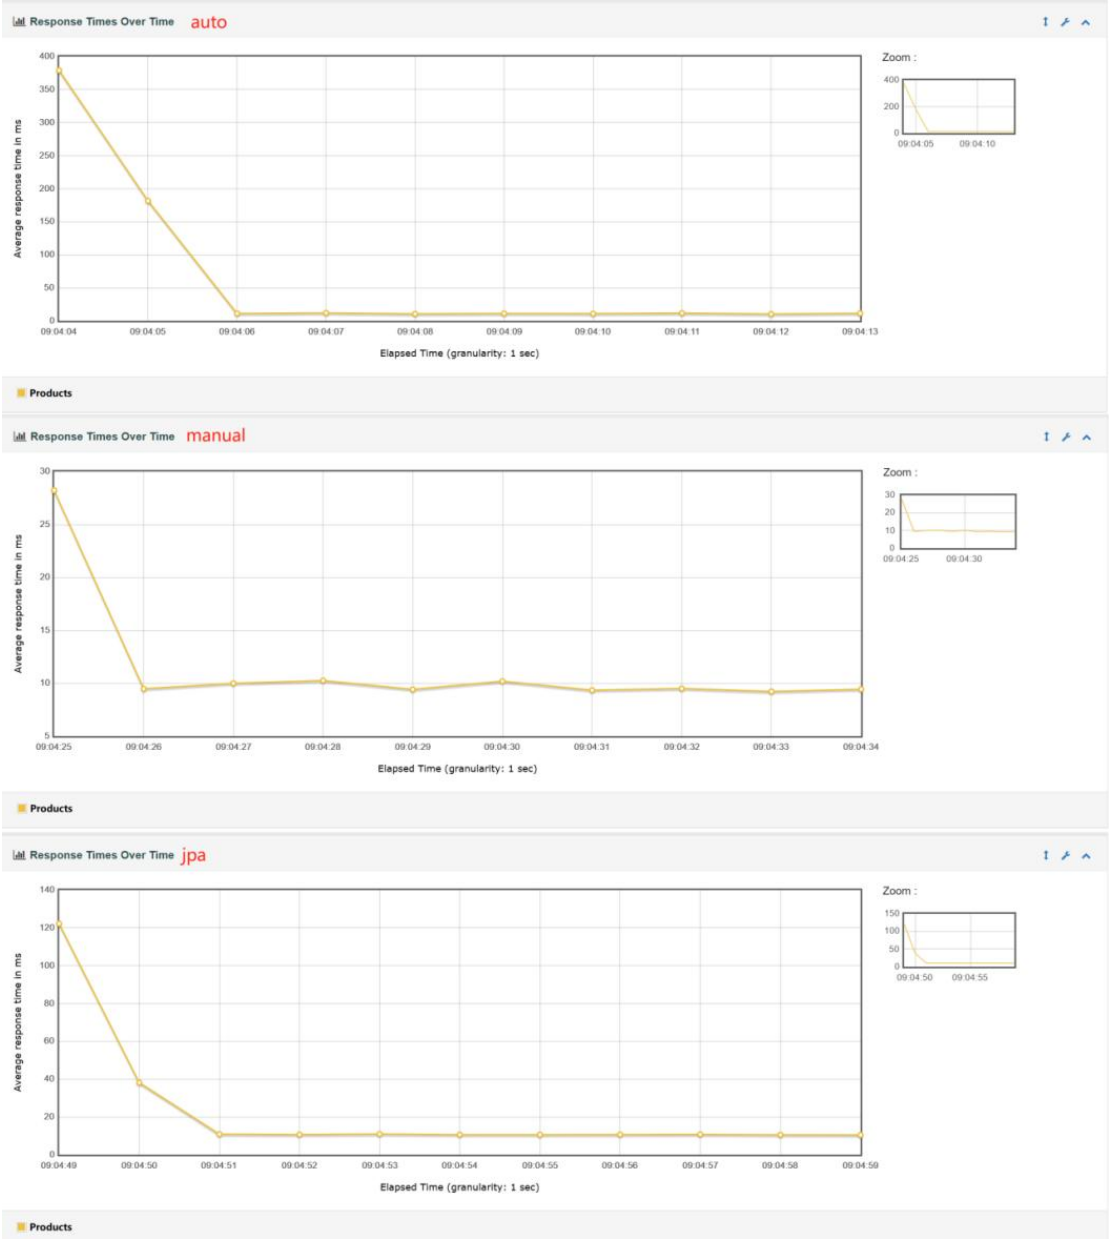 Response Times Over Time auto
Zoom :
400
350
300
250
200
150
100
50
0
Average response time in ms
09:04:04 09:04:05 09:04:06 09:04:07 09:04:08 09:04:09 09:04:10 09:04:11 09:04:12 09:04:13
Elapsed Time (granularity: 1 sec)
400
200
0
09:04:05 09:04:10
Products
Response Times Over Time manual
Zoom :
30
25
20
15
10
5
Average response time in ms
09:04:25 09:04:26 09:04:27 09:04:28 09:04:29 09:04:30 09:04:31 09:04:32 09:04:33 09:04:34
Elapsed Time (granularity: 1 sec)
30
20
10
0
09:04:25 09:04:30
Products
Response Times Over Time jpa
Zoom :
140
120
100
80
60
40
20
0
Average response time in ms
09:04:49 09:04:50 09:04:51 09:04:52 09:04:53 09:04:54 09:04:55 09:04:56 09:04:57 09:04:58 09:04:59
Elapsed Time (granularity: 1 sec)
150
100
50
0
09:04:50 09:04:55
Products